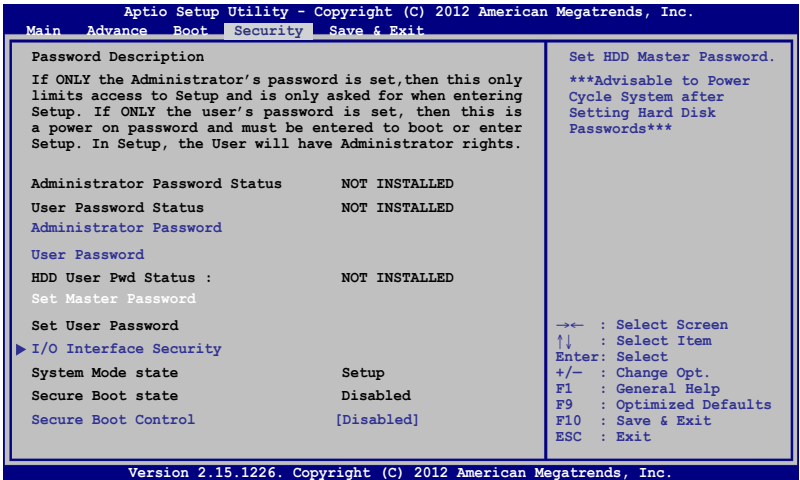 Aptio Setup Utility - Copyright (C) 2012 American Megatrends, Inc.
Main Advance Boot Security Save & Exit
Password Description
If ONLY the Administrator's password is set,then this only
limits access to Setup and is only asked for when entering
Setup. If ONLY the user's password is set, then this is
a power on password and must be entered to boot or enter
Setup. In Setup, the User will have Administrator rights.
Administrator Password Status NOT INSTALLED
User Password Status NOT INSTALLED
Administrator Password
User Password
HDD User Pwd Status : NOT INSTALLED
Set Master Password
Set User Password
I/O Interface Security
System Mode state Setup
Secure Boot state Disabled
Secure Boot Control [Disabled]
Set HDD Master Password.
***Advisable to Power
Cycle System after
Setting Hard Disk
Passwords***
→← : Select Screen
↑↓ : Select Item
Enter: Select
+/— : Change Opt.
F1 : General Help
F9 : Optimized Defaults
F10 : Save & Exit
ESC : Exit
Version 2.15.1226. Copyright (C) 2012 American Megatrends, Inc.